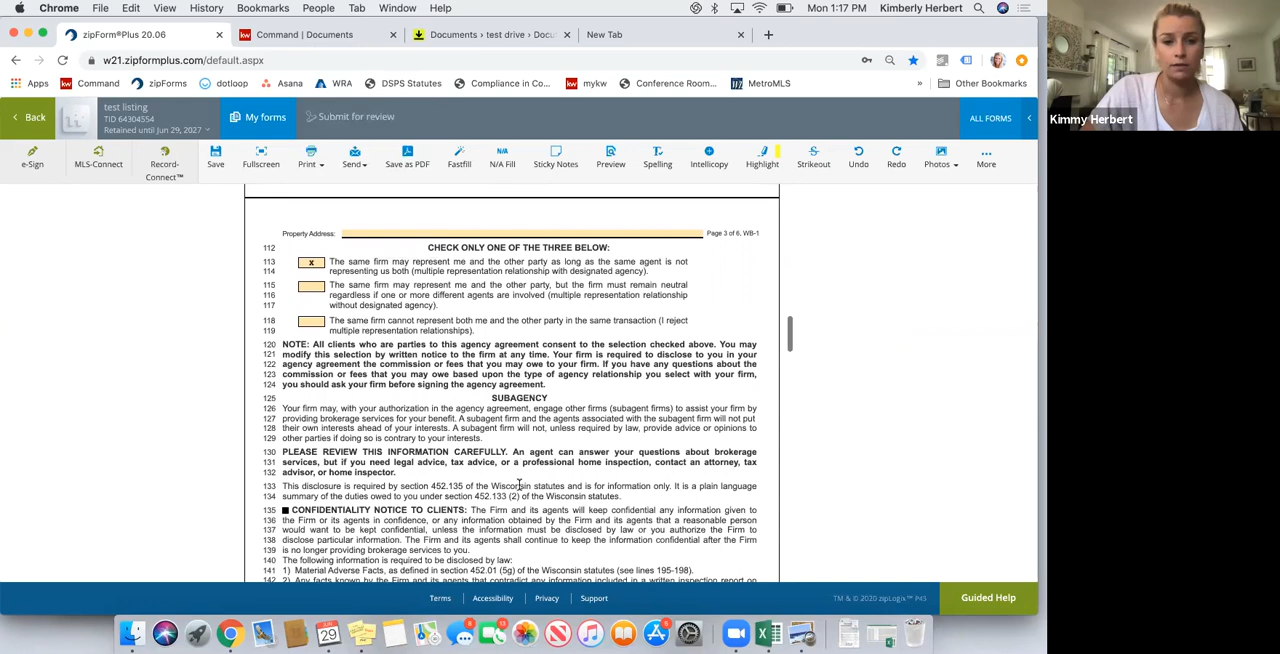 Chrome File Edit View History Bookmarks People Tab Window Help Mon 1:17 PM Kimberly Herbert
zipForm®Plus 20.06 × Command | Documents × Documents › test drive › Docu × New Tab × +
w21.zipformplus.com/default.aspx
Apps Command zipForms dotloop Asana WRA DSPS Statutes Compliance in Co... mykw Conference Room... MetroMLS » Other Bookmarks
Back
test listing
TID 64304554
Retained until Jun 29, 2027
My forms
Submit for review
ALL FORMS
e-Sign MLS-Connect Record-Connect™ Save Fullscreen Print Send Save as PDF Fastfill N/A Fill Sticky Notes Preview Spelling Intellicopy Highlight Strikeout Undo Redo Photos More
Property Address: Page 3 of 6, WB-1
112 CHECK ONLY ONE OF THE THREE BELOW:
113 x The same firm may represent me and the other party as long as the same agent is not
114 representing us both (multiple representation relationship with designated agency).
115 The same firm may represent me and the other party, but the firm must remain neutral
116 regardless if one or more different agents are involved (multiple representation relationship
117 without designated agency).
118 The same firm cannot represent both me and the other party in the same transaction (I reject
119 multiple representation relationships).
120 NOTE: All clients who are parties to this agency agreement consent to the selection checked above. You may
121 modify this selection by written notice to the firm at any time. Your firm is required to disclose to you in your
122 agency agreement the commission or fees that you may owe to your firm. If you have any questions about the
123 commission or fees that you may owe based upon the type of agency relationship you select with your firm,
124 you should ask your firm before signing the agency agreement.
125 SUBAGENCY
126 Your firm may, with your authorization in the agency agreement, engage other firms (subagent firms) to assist your firm by
127 providing brokerage services for your benefit. A subagent firm and the agents associated with the subagent firm will not put
128 their own interests ahead of your interests. A subagent firm will not, unless required by law, provide advice or opinions to
129 other parties if doing so is contrary to your interests.
130 PLEASE REVIEW THIS INFORMATION CAREFULLY. An agent can answer your questions about brokerage
131 services, but if you need legal advice, tax advice, or a professional home inspection, contact an attorney, tax
132 advisor, or home inspector.
133 This disclosure is required by section 452.135 of the Wisconsin statutes and is for information only. It is a plain language
134 summary of the duties owed to you under section 452.133 (2) of the Wisconsin statutes.
135 ■ CONFIDENTIALITY NOTICE TO CLIENTS: The Firm and its agents will keep confidential any information given to
136 the Firm or its agents in confidence, or any information obtained by the Firm and its agents that a reasonable person
137 would want to be kept confidential, unless the information must be disclosed by law or you authorize the Firm to
138 disclose particular information. The Firm and its agents shall continue to keep the information confidential after the Firm
139 is no longer providing brokerage services to you.
140 The following information is required to be disclosed by law:
141 1) Material Adverse Facts, as defined in section 452.01 (5g) of the Wisconsin statutes (see lines 195-198).
142 2) Any facts known by the Firm and its agents that contradict any information included in a written inspection report on
Terms Accessibility Privacy Support TM & © 2020 zipLogix™ P45 Guided Help
Kimmy Herbert